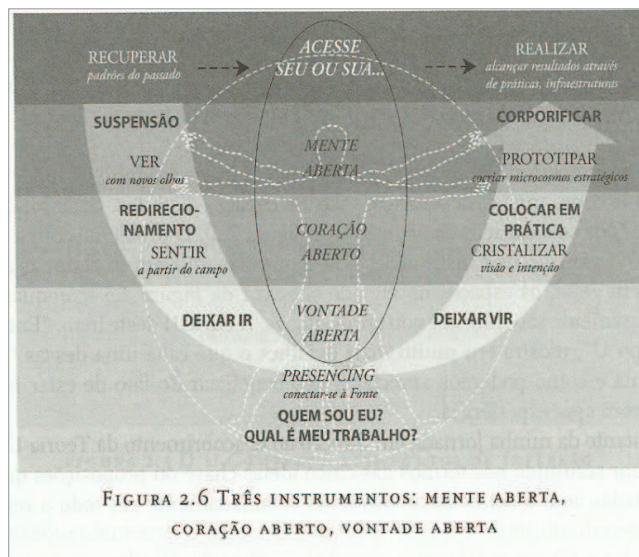 RECUPERAR
padrões do passado
ACESSE
SEU OU SUA...
REALIZAR
alcançar resultados através
de práticas, infraestruturas
SUSPENSÃO
CORPORIFICAR
MENTE
ABERTA
VER
com novos olhos
PROTOTIPAR
cocriar microcosmos estratégicos
REDIRECIO-
NAMENTO
COLOCAR EM
PRÁTICA
CORAÇÃO
ABERTO
SENTIR
a partir do campo
CRISTALIZAR
visão e intenção
DEIXAR IR
VONTADE
ABERTA
DEIXAR VIR
PRESENCING
conectar-se à Fonte
QUEM SOU EU?
QUAL É MEU TRABALHO?
FIGURA 2.6 TRÊS INSTRUMENTOS: MENTE ABERTA,
CORAÇÃO ABERTO, VONTADE ABERTA